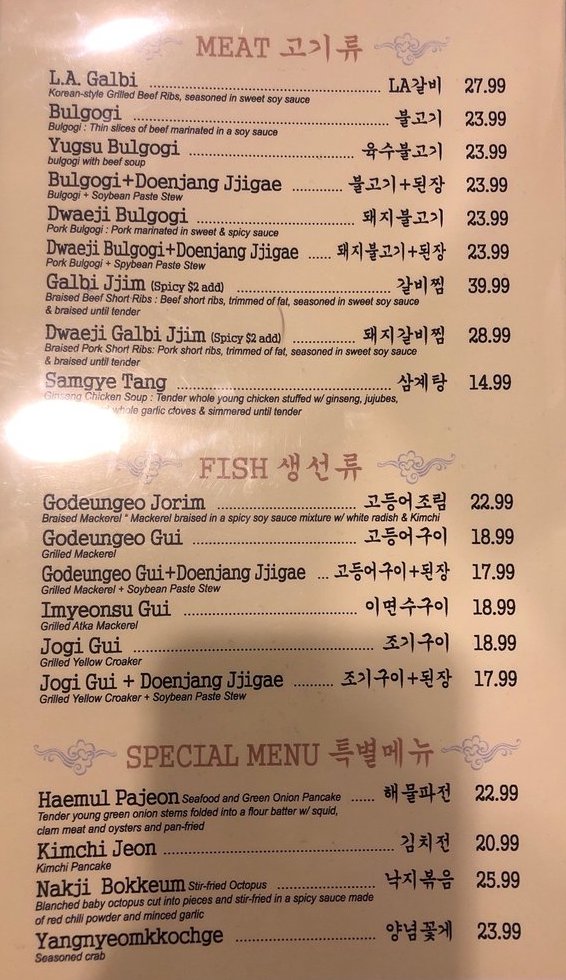 MEAT 고기류
L.A. Galbi ........ LA갈비 27.99
Korean-style Grilled Beef Ribs, seasoned in sweet soy sauce
Bulgogi ........ 불고기 23.99
Bulgogi : Thin slices of beef marinated in a soy sauce
Yugsu Bulgogi ........ 육수불고기 23.99
bulgogi with beef soup
Bulgogi+Doenjang Jjigae ........ 불고기+된장 23.99
Bulgogi + Soybean Paste Stew
Dwaeji Bulgogi ........ 돼지불고기 23.99
Pork Bulgogi : Pork marinated in sweet & spicy sauce
Dwaeji Bulgogi+Doenjang Jjigae ...... 돼지불고기+된장 23.99
Pork Bulgogi + Spybean Paste Stew
Galbi Jjim (Spicy $2 add) ........ 갈비찜 39.99
Braised Beef Short Ribs : Beef short ribs, trimmed of fat, seasoned in sweet soy sauce
& braised until tender
Dwaeji Galbi Jjim (Spicy $2 add) ........ 돼지갈비찜 28.99
Braised Pork Short Ribs: Pork short ribs, trimmed of fat, seasoned in sweet soy sauce
& braised until tender
Samgye Tang ........ 삼계탕 14.99
Ginseng Chicken Soup : Tender whole young chicken stuffed w/ ginseng, jujubes,
whole garlic cloves & simmered until tender
FISH 생선류
Godeungeo Jorim ........ 고등어조림 22.99
Braised Mackerel * Mackerel braised in a spicy soy sauce mixture w/ white radish & Kimchi
Godeungeo Gui ........ 고등어구이 18.99
Grilled Mackerel
Godeungeo Gui+Doenjang Jjigae ... 고등어구이+된장 17.99
Grilled Mackerel + Soybean Paste Stew
Imyeonsu Gui ........ 이면수구이 18.99
Grilled Atka Mackerel
Jogi Gui ........ 조기구이 18.99
Grilled Yellow Croaker
Jogi Gui + Doenjang Jjigae ........ 조기구이+된장 17.99
Grilled Yellow Croaker + Soybean Paste Stew
SPECIAL MENU 특별메뉴
Haemul Pajeon Seafood and Green Onion Pancake ...... 해물파전 22.99
Tender young green onion stems folded into a flour batter w/ squid,
clam meat and oysters and pan-fried
Kimchi Jeon ........ 김치전 20.99
Kimchi Pancake
Nakji Bokkeum Stir-fried Octopus ........ 낙지볶음 25.99
Blanched baby octopus cut into pieces and stir-fried in a spicy sauce made
of red chili powder and minced garlic
Yangnyeomkkochge ........ 양념꽃게 23.99
Seasoned crab